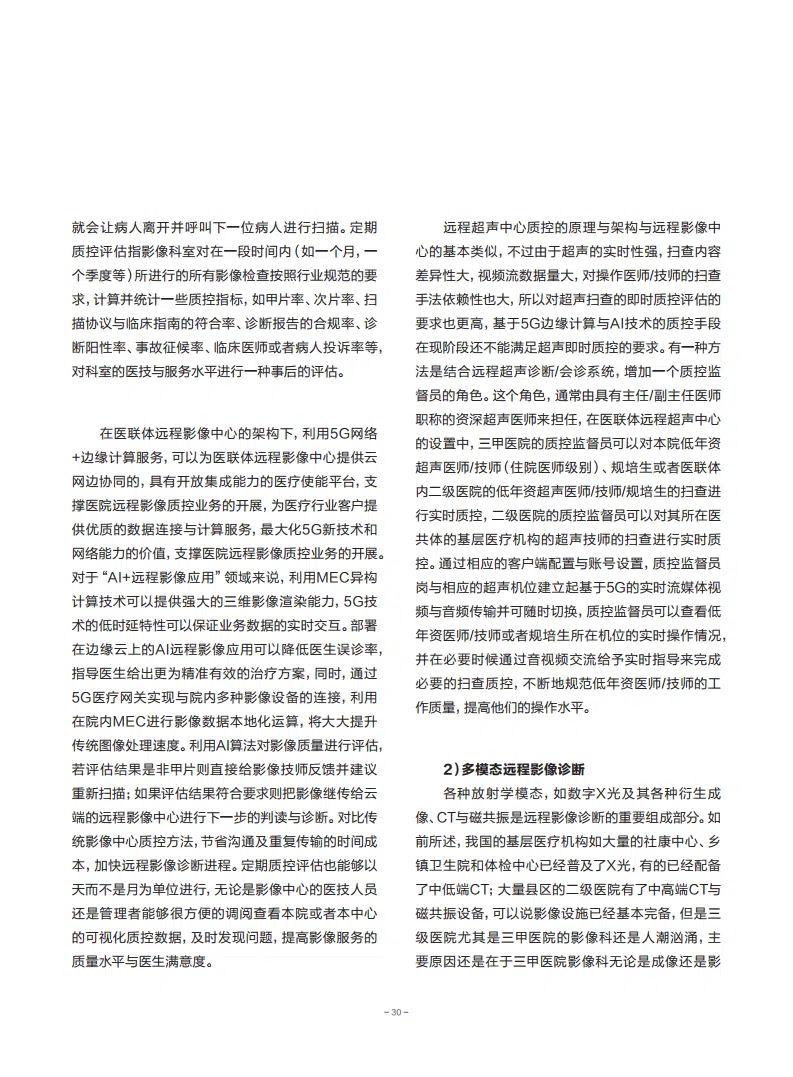 就会让病人离开并呼叫下一位病人进行扫描。定期
质控评估指影像科室对在一段时间内（如一个月，一
个季度等）所进行的所有影像检查按照行业规范的要
求，计算并统计一些质控指标，如甲片率、次片率、扫
描协议与临床指南的符合率、诊断报告的合规率、诊
断阳性率、事故征候率、临床医师或者病人投诉率等，
对科室的医技与服务水平进行一种事后的评估。
在医联体远程影像中心的架构下，利用5G网络
+边缘计算服务，可以为医联体远程影像中心提供云
网边协同的，具有开放集成能力的医疗使能平台，支
撑医院远程影像质控业务的开展，为医疗行业客户提
供优质的数据连接与计算服务，最大化5G新技术和
网络能力的价值，支撑医院远程影像质控业务的开展。
对于“AI+远程影像应用”领域来说，利用MEC异构
计算技术可以提供强大的三维影像渲染能力，5G技
术的低时延特性可以保证业务数据的实时交互。部署
在边缘云上的AI远程影像应用可以降低医生误诊率，
指导医生给出更为精准有效的治疗方案，同时，通过
5G医疗网关实现与院内多种影像设备的连接，利用
在院内MEC进行影像数据本地化运算，将大大提升
传统图像处理速度。利用AI算法对影像质量进行评估，
若评估结果是非甲片则直接给影像技师反馈并建议
重新扫描；如果评估结果符合要求则把影像继传给云
端的远程影像中心进行下一步的判读与诊断。对比传
统影像中心质控方法，节省沟通及重复传输的时间成
本，加快远程影像诊断进程。定期质控评估也能够以
天而不是月为单位进行，无论是影像中心的医技人员
还是管理者能够很方便的调阅查看本院或者本中心
的可视化质控数据，及时发现问题，提高影像服务的
质量水平与医生满意度。
远程超声中心质控的原理与架构与远程影像中
心的基本类似，不过由于超声的实时性强，扫查内容
差异性大，视频流数据量大，对操作医师/技师的扫查
手法依赖性也大，所以对超声扫查的即时质控评估的
要求也更高，基于5G边缘计算与AI技术的质控手段
在现阶段还不能满足超声即时质控的要求。有一种方
法是结合远程超声诊断/会诊系统，增加一个质控监
督员的角色。这个角色，通常由具有主任/副主任医师
职称的资深超声医师来担任，在医联体远程超声中心
的设置中，三甲医院的质控监督员可以对本院低年资
超声医师/技师（住院医师级别）、规培生或者医联体
内二级医院的低年资超声医师/技师/规培生的扫查进
行实时质控，二级医院的质控监督员可以对其所在医
共体的基层医疗机构的超声技师的扫查进行实时质
控。通过相应的客户端配置与账号设置，质控监督员
岗与相应的超声机位建立起基于5G的实时流媒体视
频与音频传输并可随时切换，质控监督员可以查看低
年资医师/技师或者规培生所在机位的实时操作情况，
并在必要时候通过音视频交流给予实时指导来完成
必要的扫查质控，不断地规范低年资医师/技师的工
作质量，提高他们的操作水平。
2）多模态远程影像诊断
各种放射学模态，如数字X光及其各种衍生成
像、CT与磁共振是远程影像诊断的重要组成部分。如
前所述，我国的基层医疗机构如大量的社康中心、乡
镇卫生院和体检中心已经普及了X光，有的已经配备
了中低端CT；大量县区的二级医院有了中高端CT与
磁共振设备，可以说影像设施已经基本完备，但是三
级医院尤其是三甲医院的影像科还是人潮汹涌，主
要原因还是在于三甲医院影像科无论是成像还是影
– 30 –